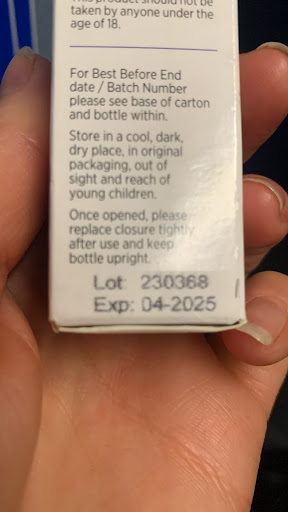 This product should not be
taken by anyone under the
age of 18.
For Best Before End
date / Batch Number
please see base of carton
and bottle within.
Store in a cool, dark,
dry place, in original
packaging, out of
sight and reach of
young children.
Once opened, please
replace closure tightly
after use and keep
bottle upright.
Lot: 230368
Exp: 04-2025